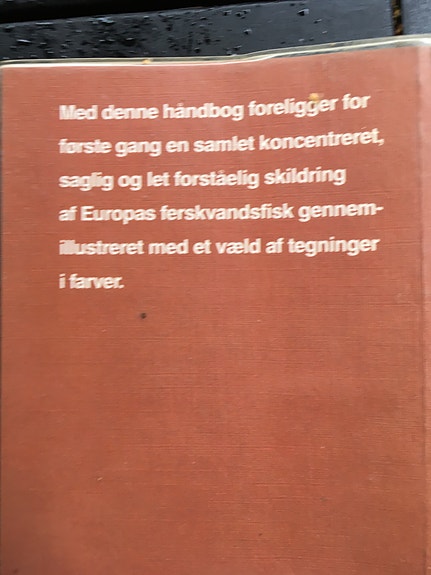 Med denne håndbog foreligger for
første gang en samlet koncentreret,
saglig og let forståelig skildring
af Europas ferskvandsfisk gennem-
illustreret med et væld af tegninger
i farver.